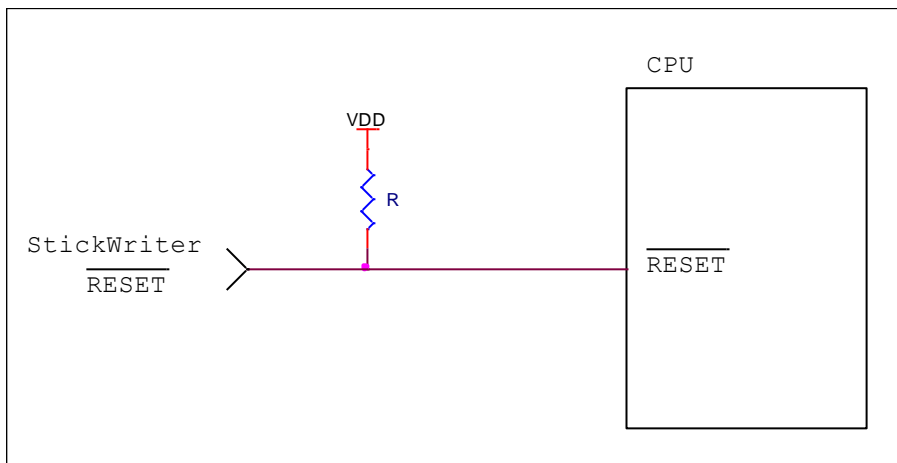 CPU
VDD
R
StickWriter
RESET
RESET